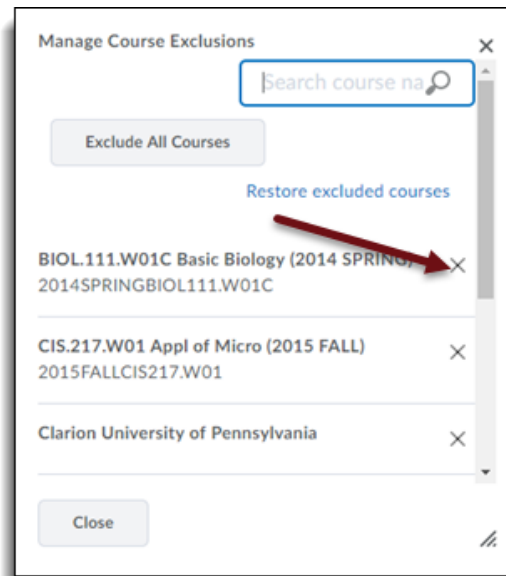 Manage Course Exclusions
Search course na
Exclude All Courses
Restore excluded courses
BIOL.111.W01C Basic Biology (2014 SPRING)
2014SPRINGBIOL111.W01C
CIS.217.W01 Appl of Micro (2015 FALL)
2015FALLCIS217.W01
Clarion University of Pennsylvania
Close